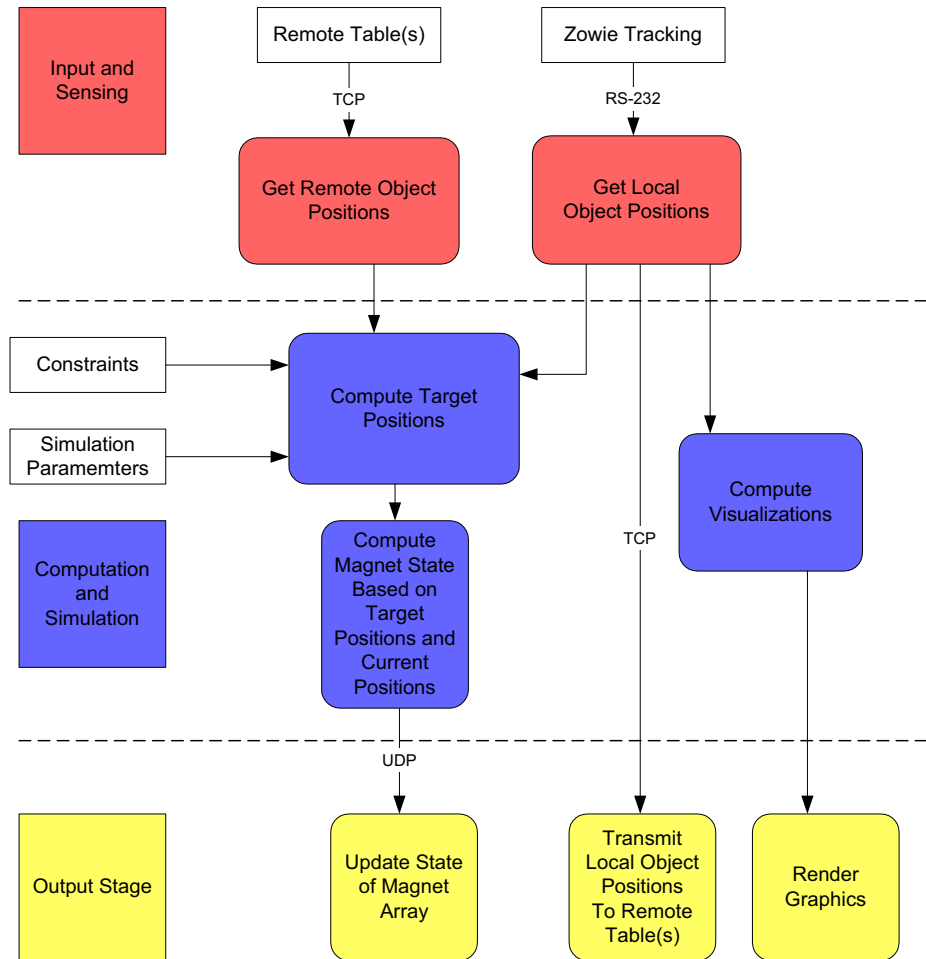 Remote Table(s)
Zowie Tracking
Input and
Sensing
TCP
RS-232
Get Remote Object
Positions
Get Local
Object Positions
Constraints
Compute Target
Positions
Simulation
Paramemters
Compute
Visualizations
Computation
and
Simulation
Compute
Magnet State
Based on
Target
Positions and
Current
Positions
TCP
UDP
Output Stage
Update State
of Magnet
Array
Transmit
Local Object
Positions
To Remote
Table(s)
Render
Graphics